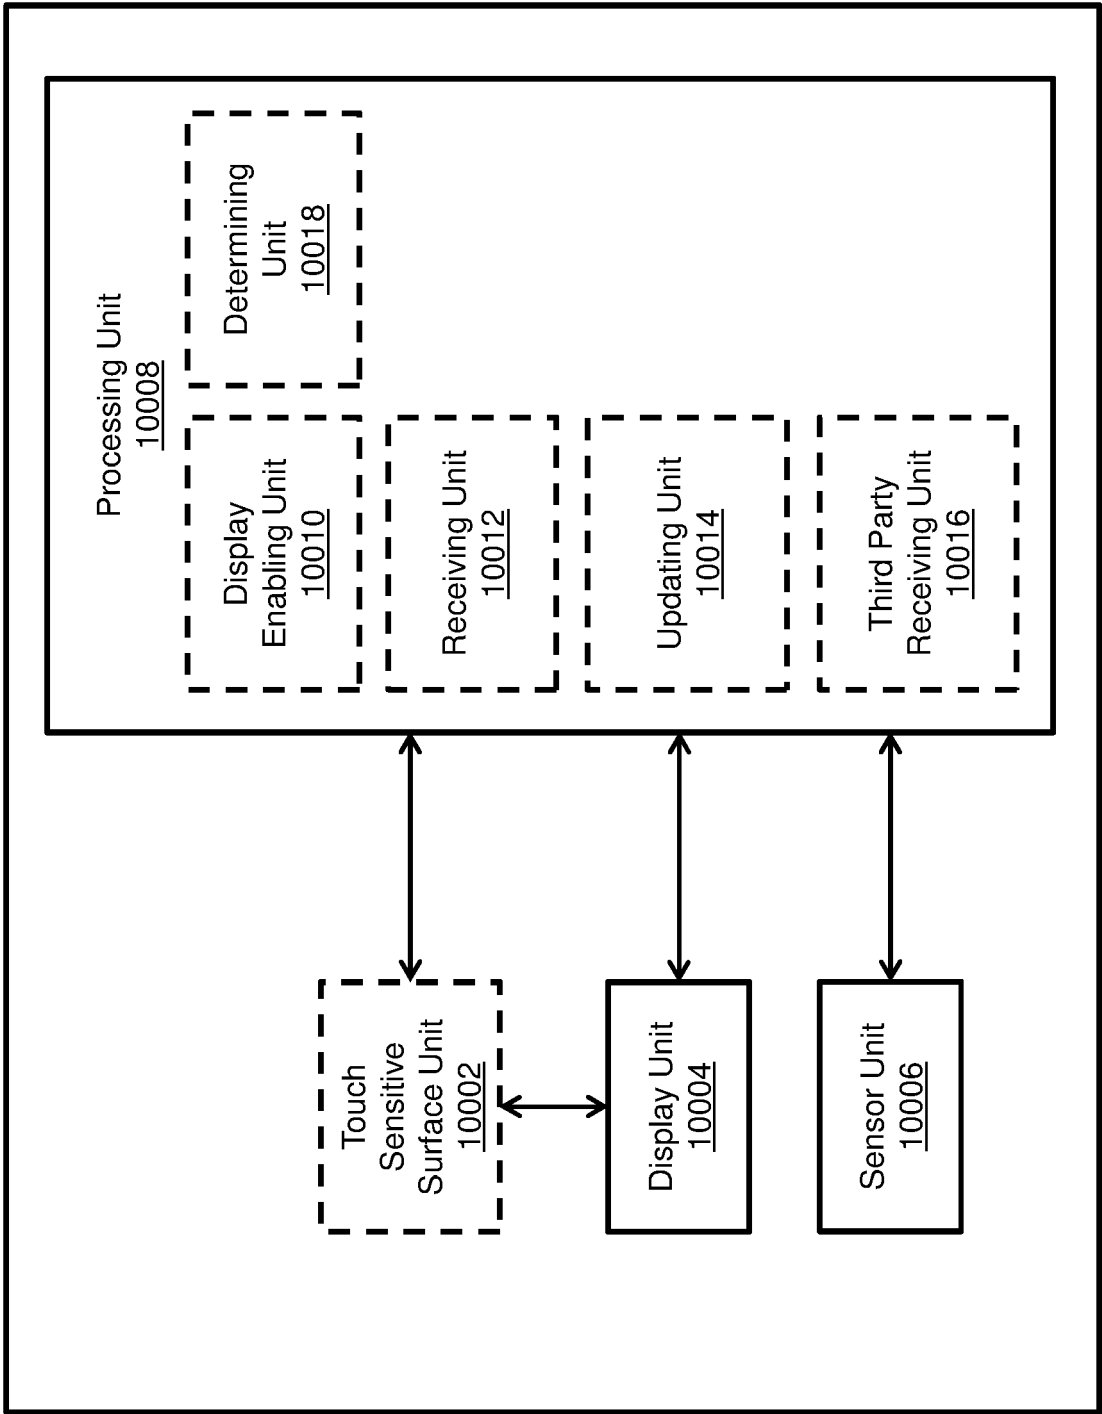 Processing Unit
10008
Display
Enabling Unit
10010
Determining
Unit
10018
Receiving Unit
10012
Updating Unit
10014
Third Party
Receiving Unit
10016
Touch
Sensitive
Surface Unit
10002
Display Unit
10004
Sensor Unit
10006